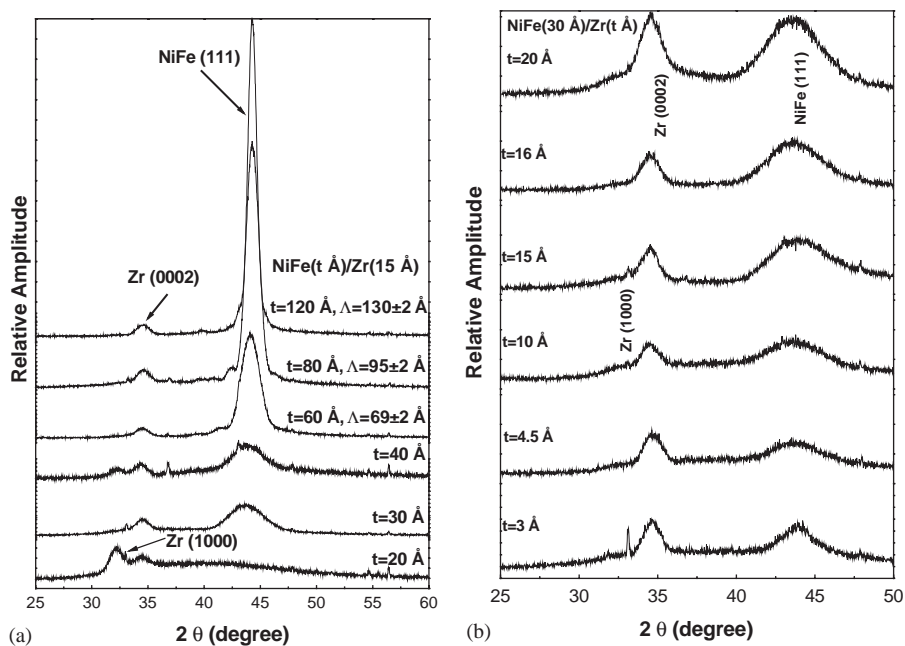 NiFe (111)
Zr (0002)
NiFe(t Å)/Zr(15 Å)
t=120 Å, Λ=130±2 Å
t=80 Å, Λ=95±2 Å
t=60 Å, Λ=69±2 Å
t=40 Å
t=30 Å
Zr (1000)
t=20 Å
Relative Amplitude
25 30 35 40 45 50 55 60
(a)
2 θ (degree)
NiFe(30 Å)/Zr(t Å)
t=20 Å
Zr (0002)
NiFe (111)
t=16 Å
t=15 Å
Zr (1000)
t=10 Å
t=4.5 Å
t=3 Å
Relative Amplitude
25 30 35 40 45 50
(b)
2 θ (degree)